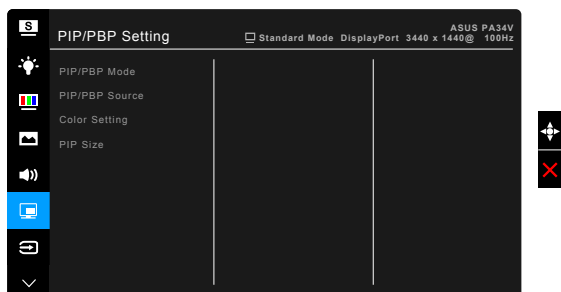 S
PIP/PBP Setting
ASUS PA34V
Standard Mode DisplayPort 3440 x 1440@ 100Hz
PIP/PBP Mode
PIP/PBP Source
Color Setting
PIP Size